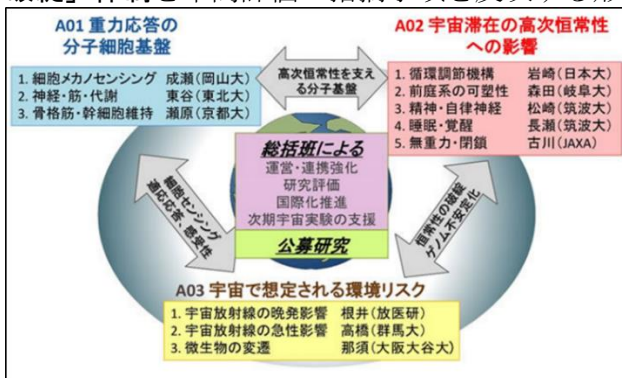 A01 重力応答の
分子細胞基盤
A02 宇宙滞在の高次恒常性
への影響
1. 細胞メカノセンシング 成瀬(岡山大)
2. 神経・筋・代謝 東谷(東北大)
3. 骨格筋・幹細胞維持 瀬原(京都大)
高次恒常性を支え
る分子基盤
1. 循環調節機構 岩崎(日本大)
2. 前庭系の可塑性 森田(岐阜大)
3. 精神・自律神経 松崎(筑波大)
4. 睡眠・覚醒 長瀬(筑波大)
5. 無重力・閉鎖 古川(JAXA)
総括班による
運営・連携強化
研究評価
国際化推進
次期宇宙実験の支援
公募研究
細胞センシング
適応応答、感受性
恒常性の破綻
ゲノム不安定化
A03 宇宙で想定される環境リスク
1. 宇宙放射線の晩発影響 根井(放医研)
2. 宇宙放射線の急性影響 高橋(群馬大)
3. 微生物の変遷 那須(大阪大谷大)